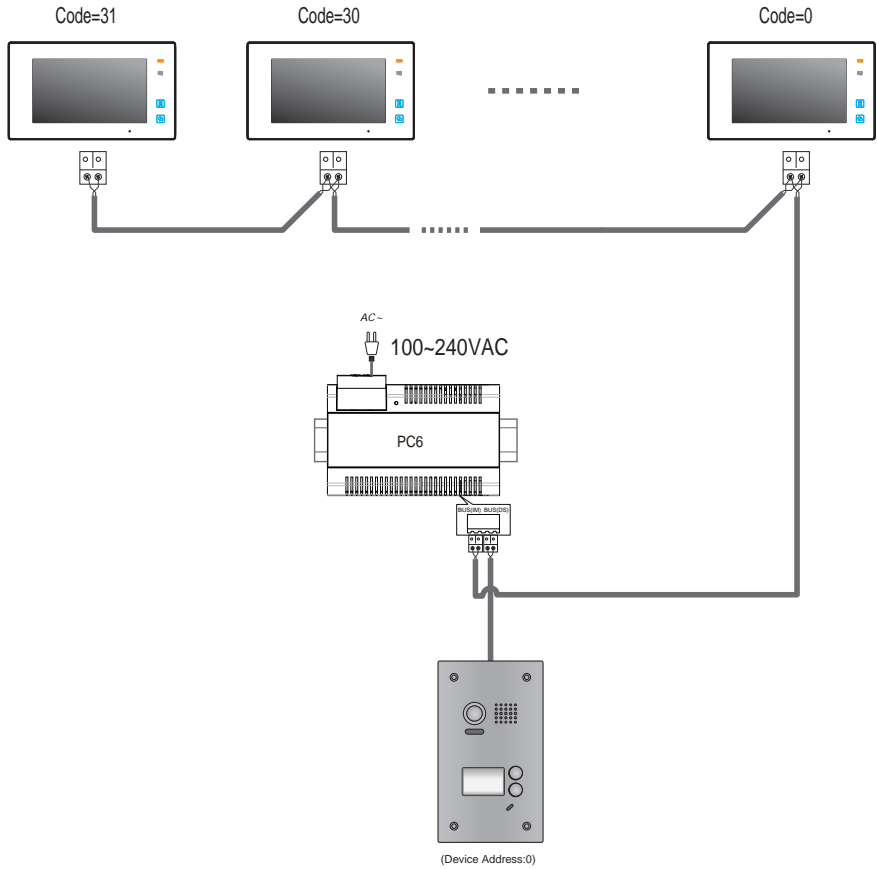 Code=31
Code=30
Code=0
AC~
100~240VAC
PC6
BUS(IM) BUS(DS)
(Device Address:0)